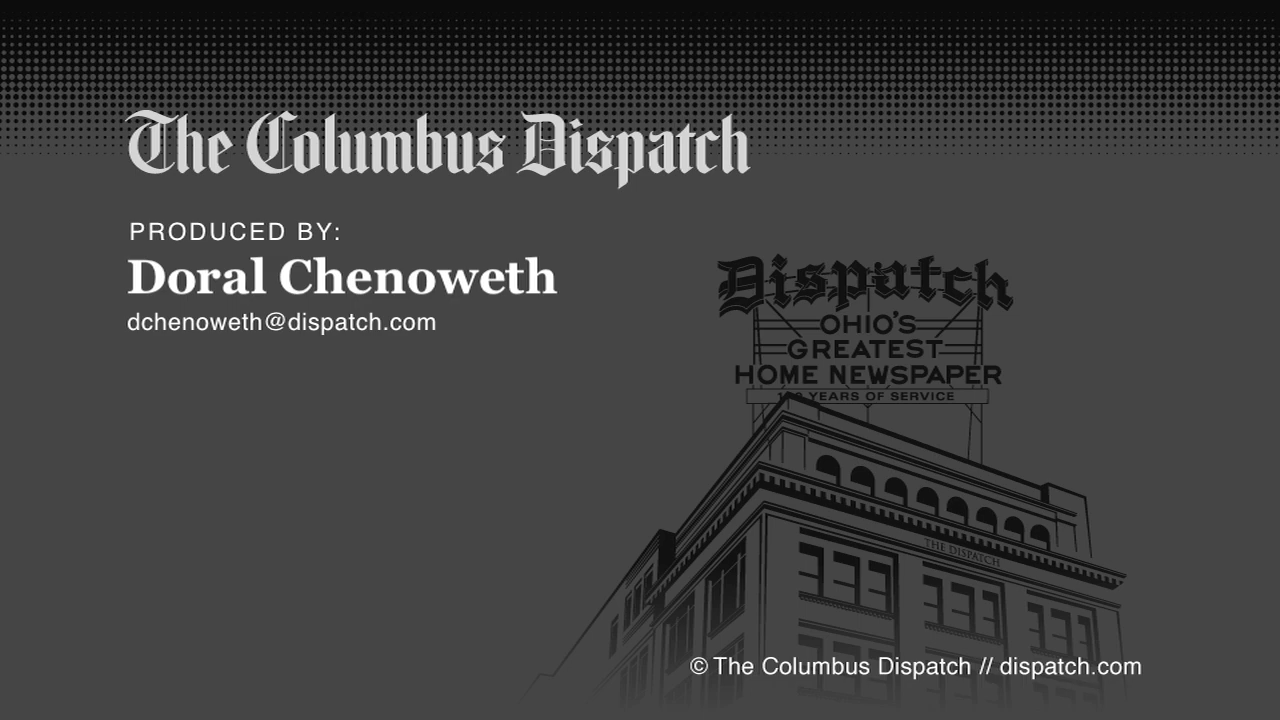 The Columbus Dispatch
PRODUCED BY:
Doral Chenoweth
dchenoweth@dispatch.com
Dispatch
OHIO'S
GREATEST
HOME NEWSPAPER
YEARS OF SERVICE
THE DISPATCH
© The Columbus Dispatch // dispatch.com